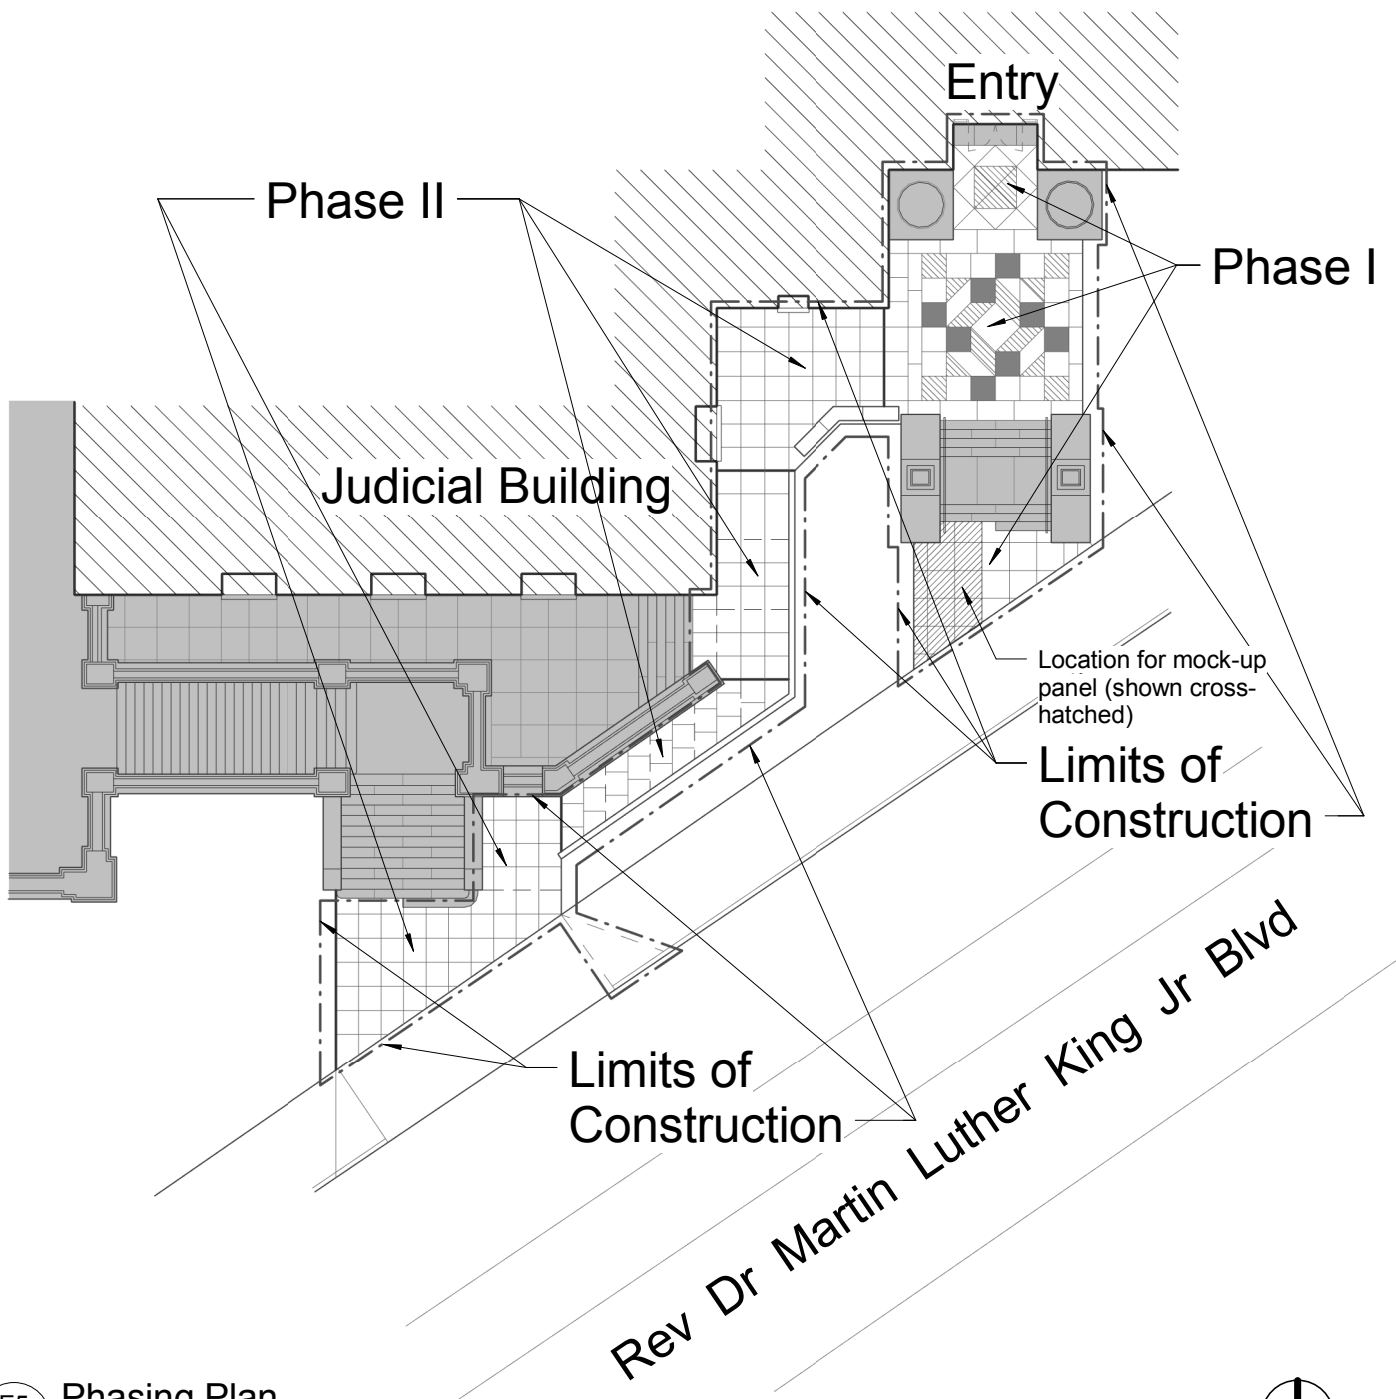 Entry
Phase II
Phase I
Judicial Building
Location for mock-up
panel (shown cross-
hatched)
Limits of
Construction
Rev Dr Martin Luther King Jr Blvd
Limits of
Construction
Phasing Plan